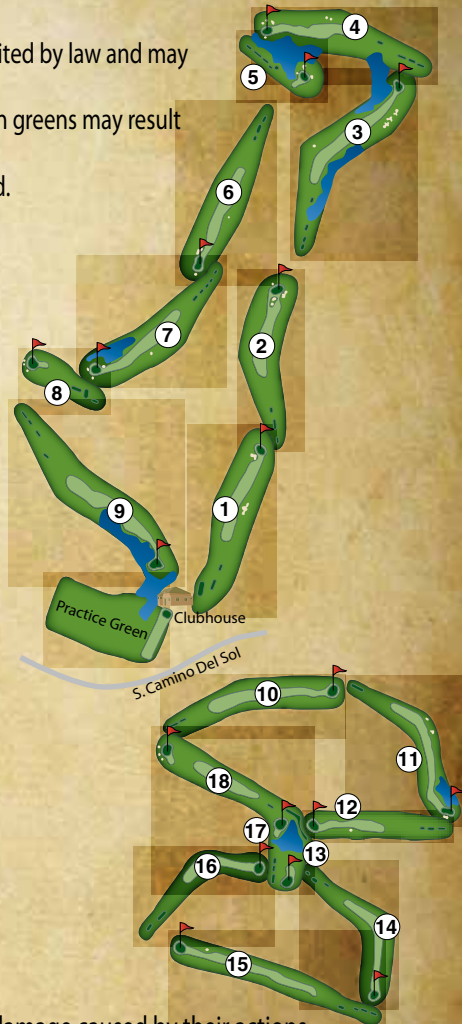 ited by law and may
n greens may result
d.
4
5
3
6
2
7
8
1
9
Practice Green
Clubhouse
S. Camino Del Sol
10
11
18
12
17
13
16
14
15
damage caused by their actions